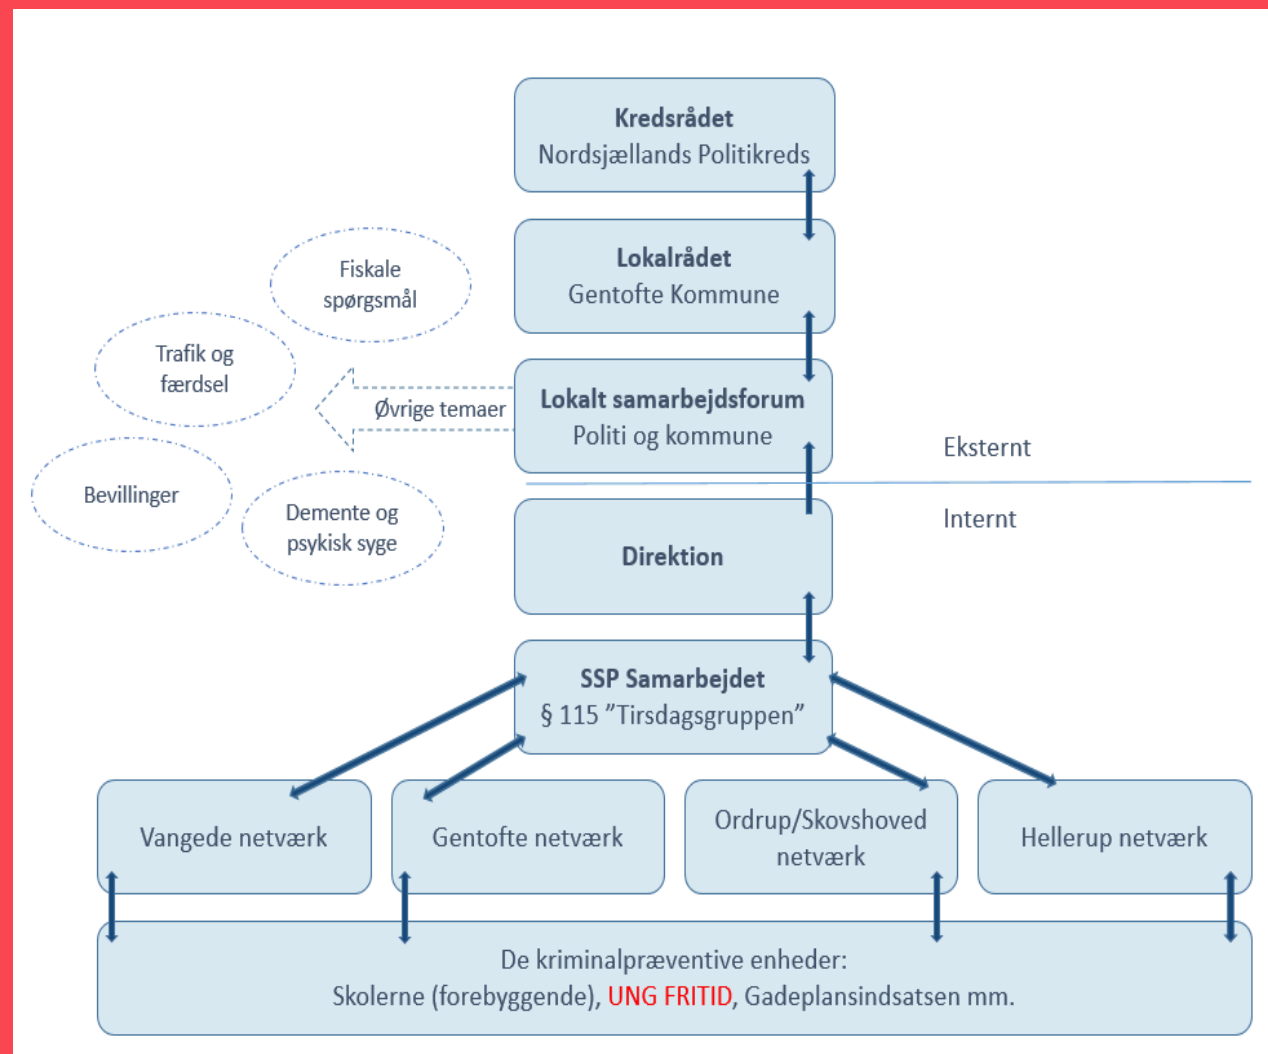 Kredsrådet
Nordsjællands Politikreds
Lokalrådet
Gentofte Kommune
Fiskale
spørgsmål
Trafik og
færdsel
Bevillinger
Demente og
psykisk syge
Øvrige temaer
Lokalt samarbejdsforum
Politi og kommune
Eksternt
Internt
Direktion
SSP Samarbejdet
§ 115 ”Tirsdagsgruppen”
Vangede netværk
Gentofte netværk
Ordrup/Skovshoved
netværk
Hellerup netværk
De kriminalpræventive enheder:
Skolerne (forebyggende), UNG FRITID, Gadeplansindsatsen mm.